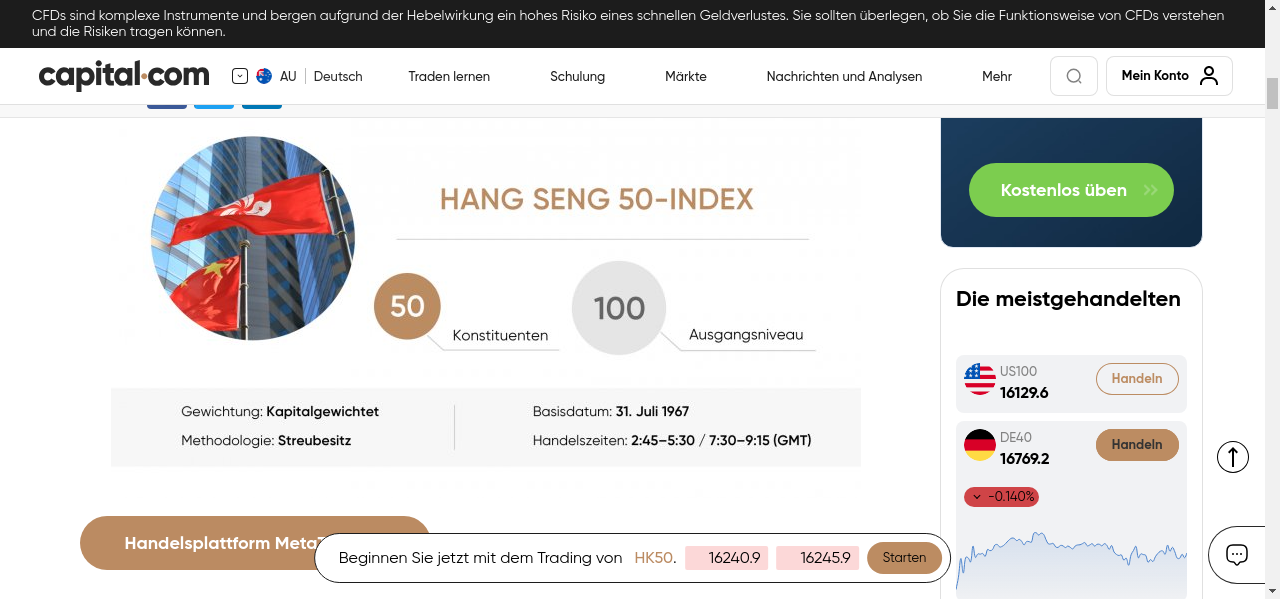 CFDs sind komplexe Instrumente und bergen aufgrund der Hebelwirkung ein hohes Risiko eines schnellen Geldverlustes. Sie sollten überlegen, ob Sie die Funktionsweise von CFDs verstehen
und die Risiken tragen können.
capital.com AU Deutsch Traden lernen Schulung Märkte Nachrichten und Analysen Mehr Mein Konto
Kostenlos üben
HANG SENG 50-INDEX
50
Konstituenten
100
Ausgangsniveau
Gewichtung: Kapitalgewichtet
Methodologie: Streubesitz
Basisdatum: 31. Juli 1967
Handelszeiten: 2:45–5:30 / 7:30–9:15 (GMT)
Die meistgehandelten
US100
16129.6
Handeln
DE40
16769.2
Handeln
-0.140%
Handelsplattform
Beginnen Sie jetzt mit dem Trading von HK50. 16240.9 16245.9 Starten